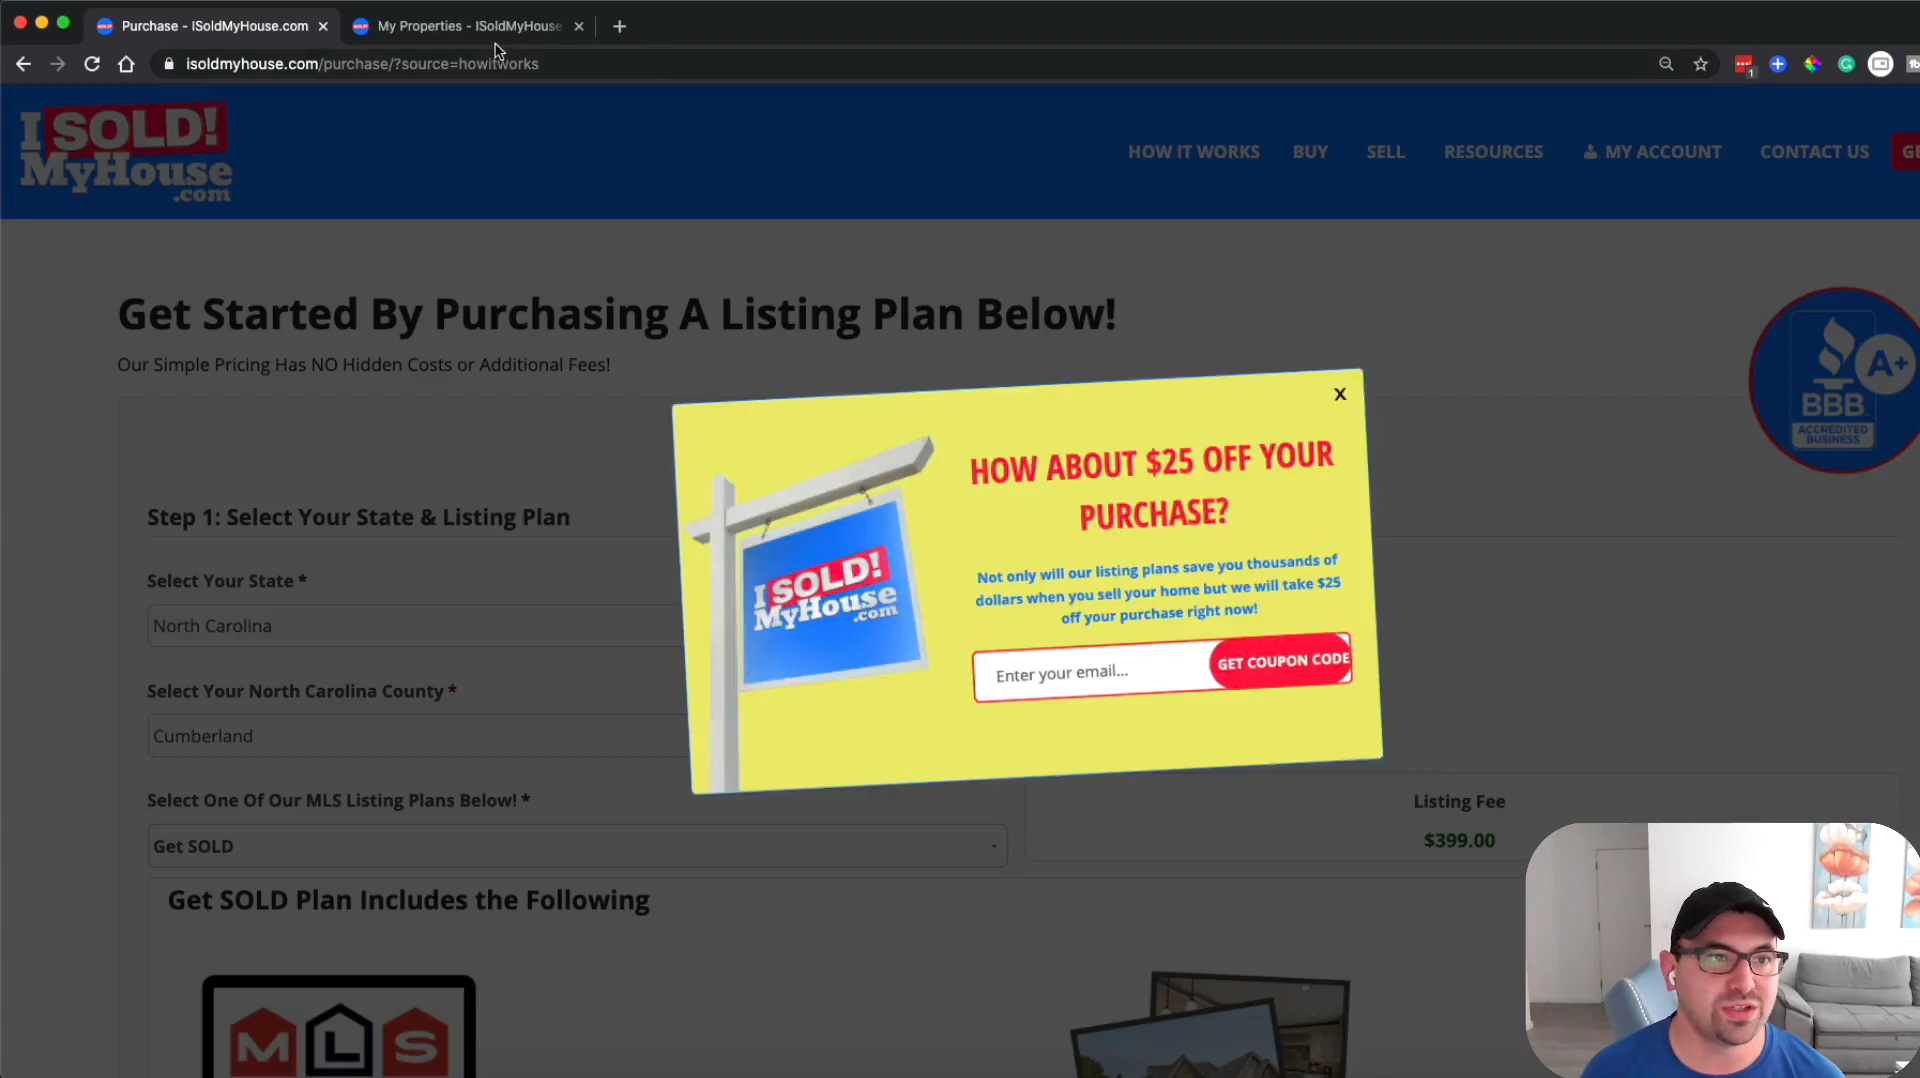 Purchase - ISoldMyHouse.com
My Properties - ISoldMyHouse
isoldmyhouse.com/purchase/?source=howitworks
1
I SOLD!
MyHouse
.com
HOW IT WORKS
BUY
SELL
RESOURCES
MY ACCOUNT
CONTACT US
GE
Get Started By Purchasing A Listing Plan Below!
Our Simple Pricing Has NO Hidden Costs or Additional Fees!
A+
BBB
ACCREDITED
BUSINESS
X
HOW ABOUT $25 OFF YOUR
PURCHASE?
Not only will our listing plans save you thousands of
dollars when you sell your home but we will take $25
off your purchase right now!
Enter your email...
GET COUPON CODE
I SOLD!
MyHouse
.com
Step 1: Select Your State & Listing Plan
Select Your State *
North Carolina
Select Your North Carolina County *
Cumberland
Select One Of Our MLS Listing Plans Below! *
Get SOLD
Listing Fee
$399.00
Get SOLD Plan Includes the Following
MLS